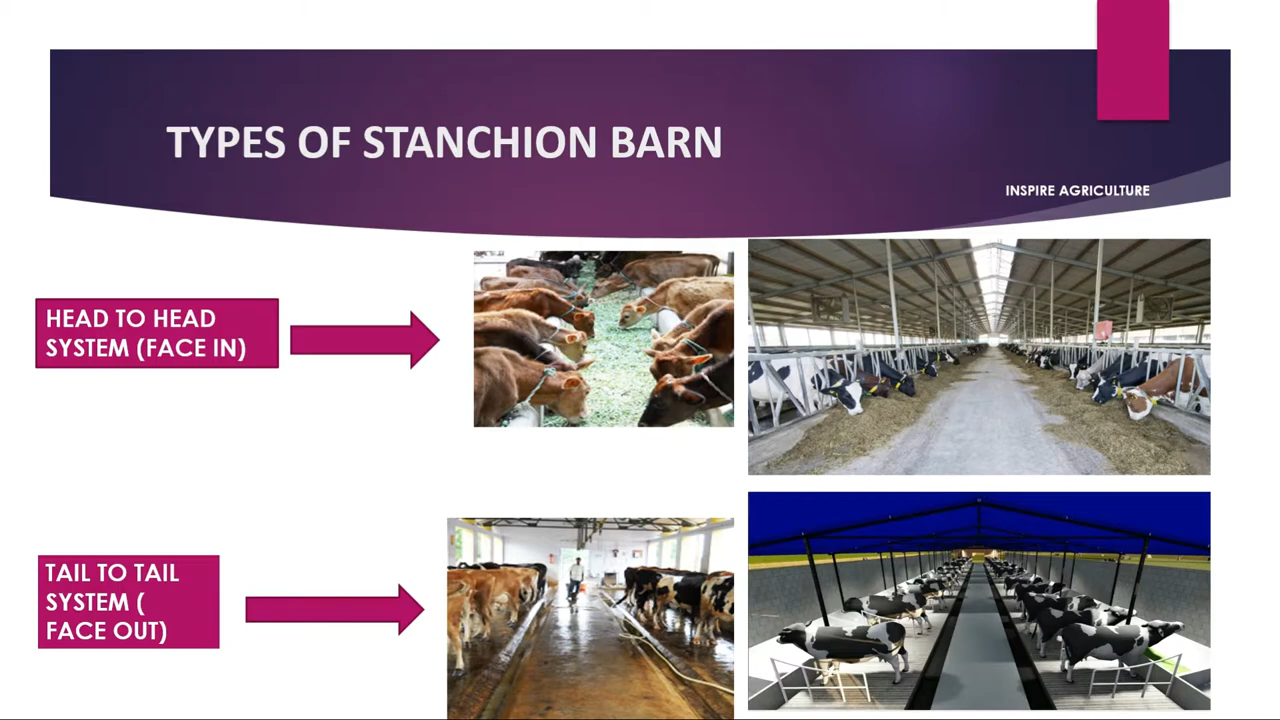 TYPES OF STANCHION BARN
INSPIRE AGRICULTURE
HEAD TO HEAD
SYSTEM (FACE IN)
TAIL TO TAIL
SYSTEM (
FACE OUT)